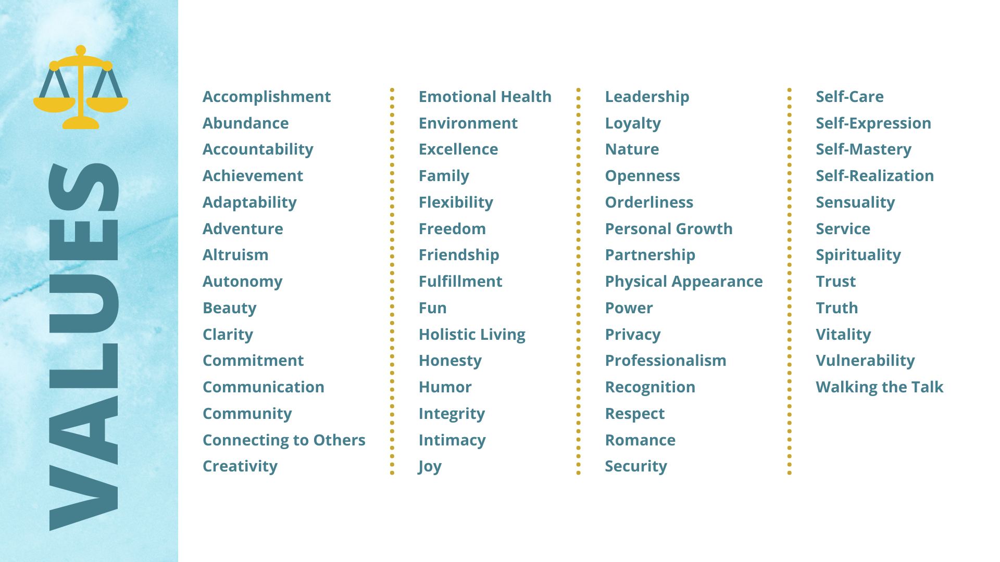 VALUES
Accomplishment
Abundance
Accountability
Achievement
Adaptability
Adventure
Altruism
Autonomy
Beauty
Clarity
Commitment
Communication
Community
Connecting to Others
Creativity
Emotional Health
Environment
Excellence
Family
Flexibility
Freedom
Friendship
Fulfillment
Fun
Holistic Living
Honesty
Humor
Integrity
Intimacy
Joy
Leadership
Loyalty
Nature
Openness
Orderliness
Personal Growth
Partnership
Physical Appearance
Power
Privacy
Professionalism
Recognition
Respect
Romance
Security
Self-Care
Self-Expression
Self-Mastery
Self-Realization
Sensuality
Service
Spirituality
Trust
Truth
Vitality
Vulnerability
Walking the Talk